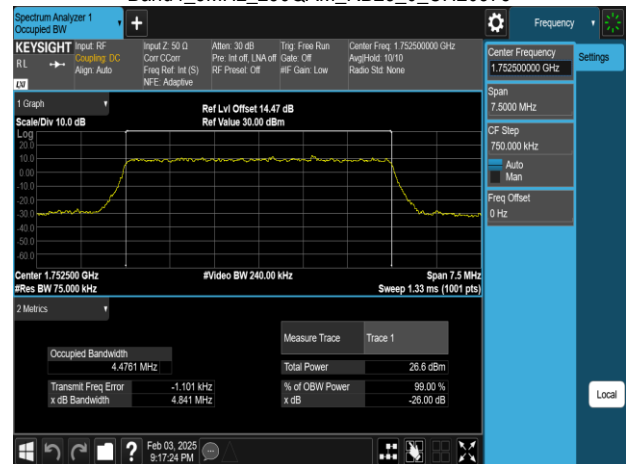 Spectrum Analyzer 1
Occupied BW
Frequency
KEYSIGHT
RL
LXI
Input: RF
Coupling: DC
Align: Auto
Input Z: 50 Ω
Corr CCorr
Freq Ref: Int (S)
NFE: Adaptive
Atten: 30 dB
Pre: Int off, LNA off
RF Preset: Off
Trig: Free Run
Gate: Off
#IF Gain: Low
Center Freq: 1.752500000 GHz
Avg|Hold: 10/10
Radio Std: None
Center Frequency
1.752500000 GHz
Settings
Span
7.5000 MHz
CF Step
750.000 kHz
Auto
Man
Freq Offset
0 Hz
Local
1 Graph
Scale/Div 10.0 dB
Ref Lvl Offset 14.47 dB
Ref Value 30.00 dBm
Log
20.0
10.0
0.00
-10.0
-20.0
-30.0
-40.0
-50.0
-60.0
Center 1.752500 GHz
#Res BW 75.000 kHz
#Video BW 240.00 kHz
Span 7.5 MHz
Sweep 1.33 ms (1001 pts)
2 Metrics
Measure Trace Trace 1
Occupied Bandwidth
4.4761 MHz
Total Power 26.6 dBm
Transmit Freq Error -1.101 kHz
% of OBW Power 99.00 %
x dB Bandwidth 4.841 MHz
x dB -26.00 dB
Feb 03, 2025
9:17:24 PM